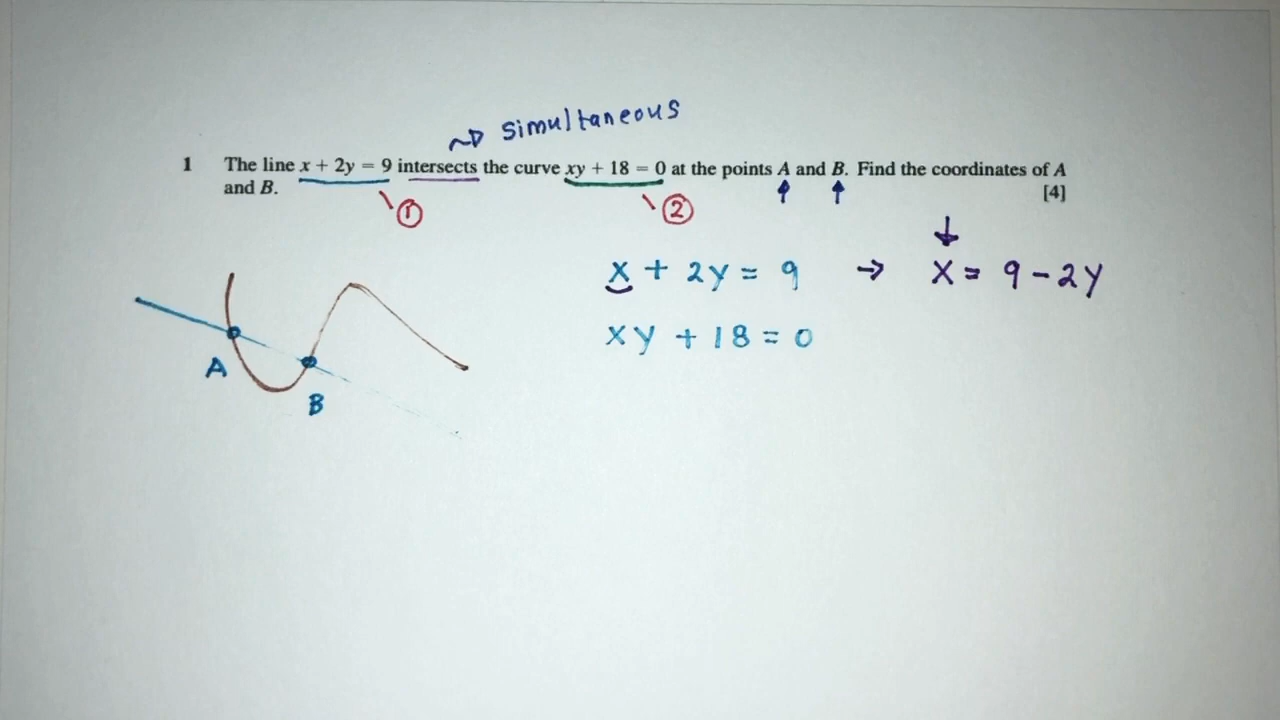 simultaneous
1 The line x + 2y = 9 intersects the curve xy + 18 = 0 at the points A and B. Find the coordinates of A
and B. [4]
1 2
x + 2y = 9 → x = 9 - 2y
xy + 18 = 0
A
B